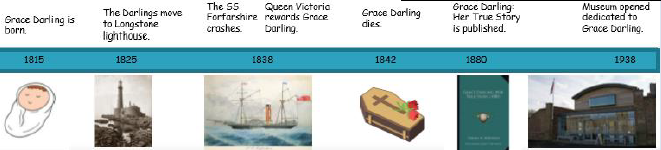 Grace Darling is
born.
The Darlings move
to Longstone
lighthouse.
The SS
Forfarshire
crashes.
Queen Victoria
rewards Grace
Darling.
Grace Darling
dies.
Grace Darling:
Her True Story
is published.
Museum opened
dedicated to
Grace Darling.
1815
1825
1838
1842
1880
1938